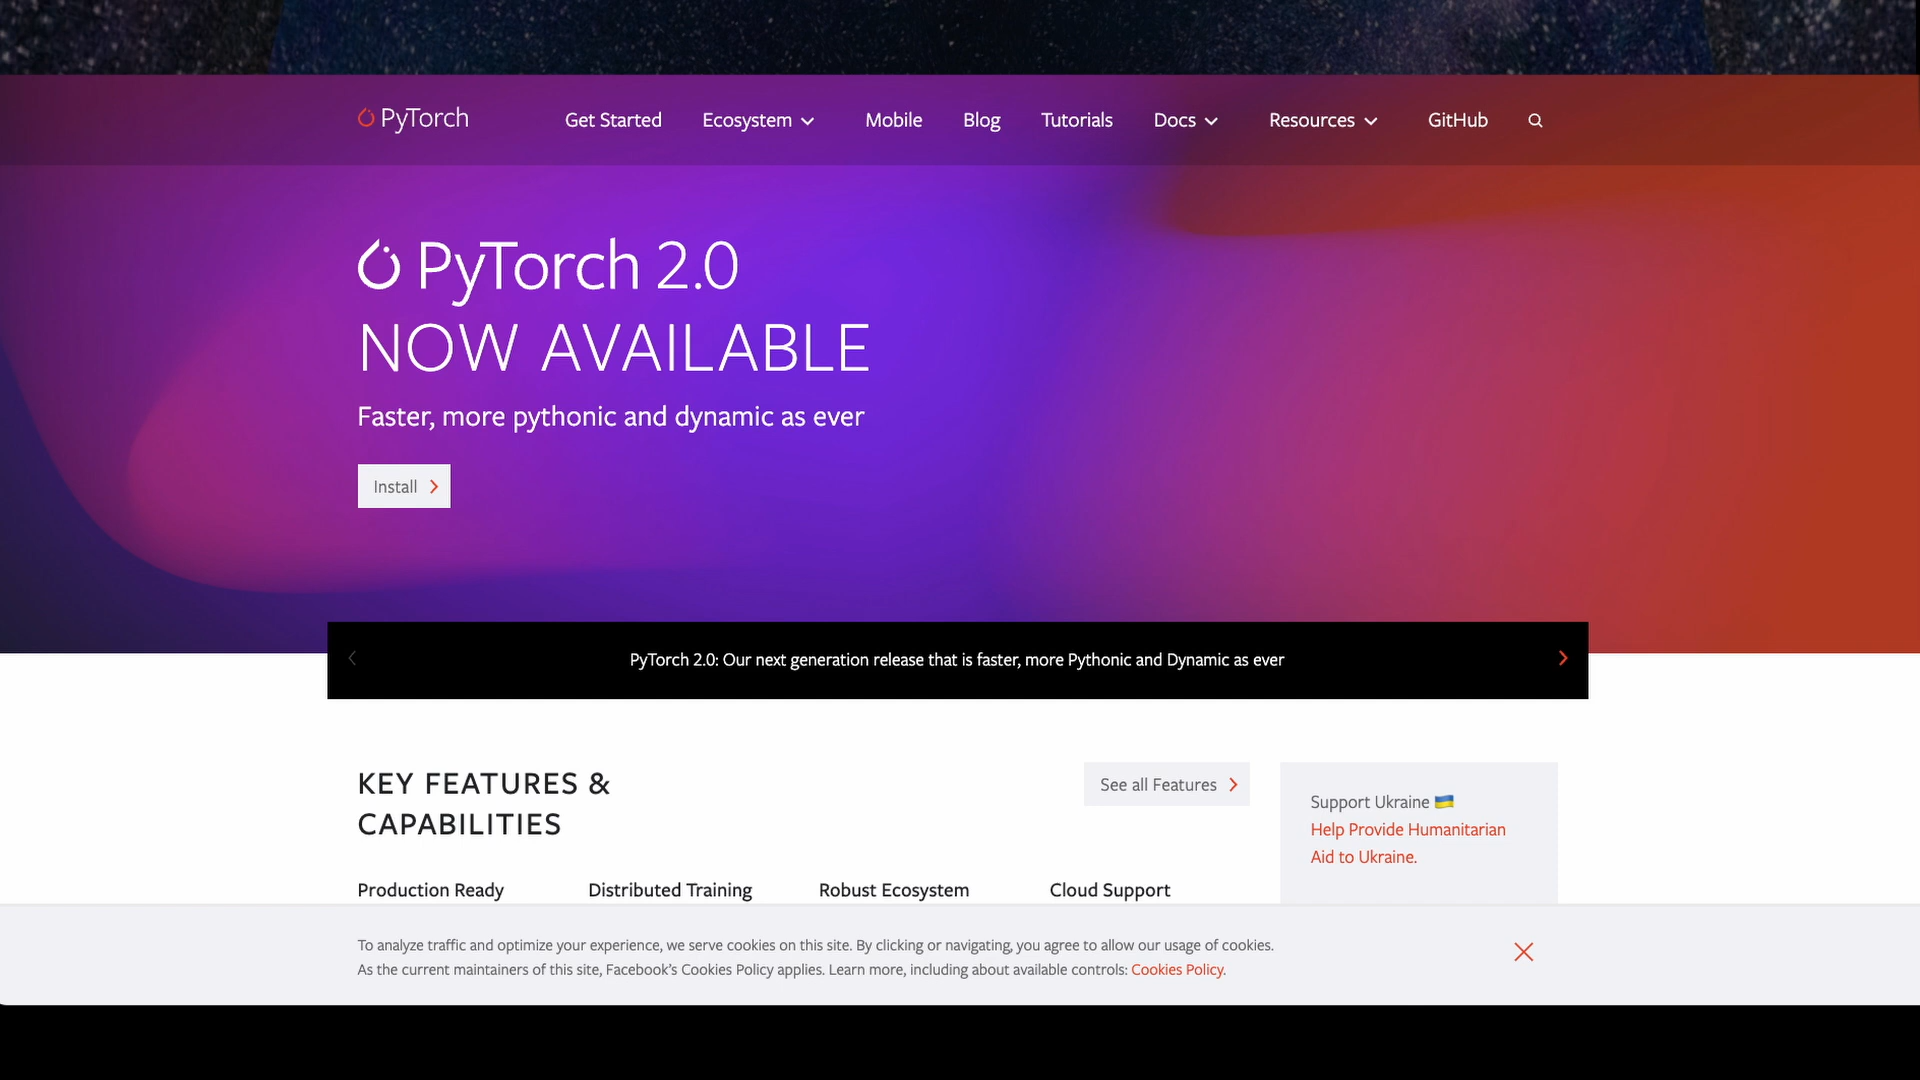 PyTorch
Get Started
Ecosystem
Mobile
Blog
Tutorials
Docs
Resources
GitHub
PyTorch 2.0
NOW AVAILABLE
Faster, more pythonic and dynamic as ever
Install
PyTorch 2.0: Our next generation release that is faster, more Pythonic and Dynamic as ever
KEY FEATURES &
CAPABILITIES
See all Features
Support Ukraine 🇺🇦
Help Provide Humanitarian
Aid to Ukraine.
Production Ready
Distributed Training
Robust Ecosystem
Cloud Support
To analyze traffic and optimize your experience, we serve cookies on this site. By clicking or navigating, you agree to allow our usage of cookies.
As the current maintainers of this site, Facebook's Cookies Policy applies. Learn more, including about available controls: Cookies Policy.